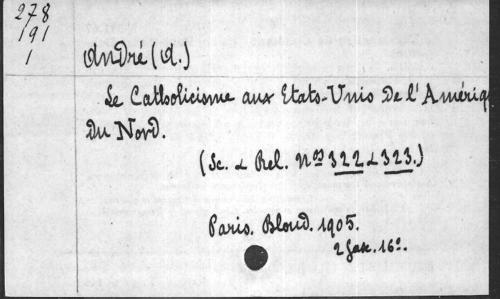 278
191
1
André (A.)
Le Catholicisme aux Etats-Unis de l'Amériq
du Nord.
(Sc. & Rel. Nos 322 & 323.)
Paris. Bloud. 1905.
2 fasc. 16°.